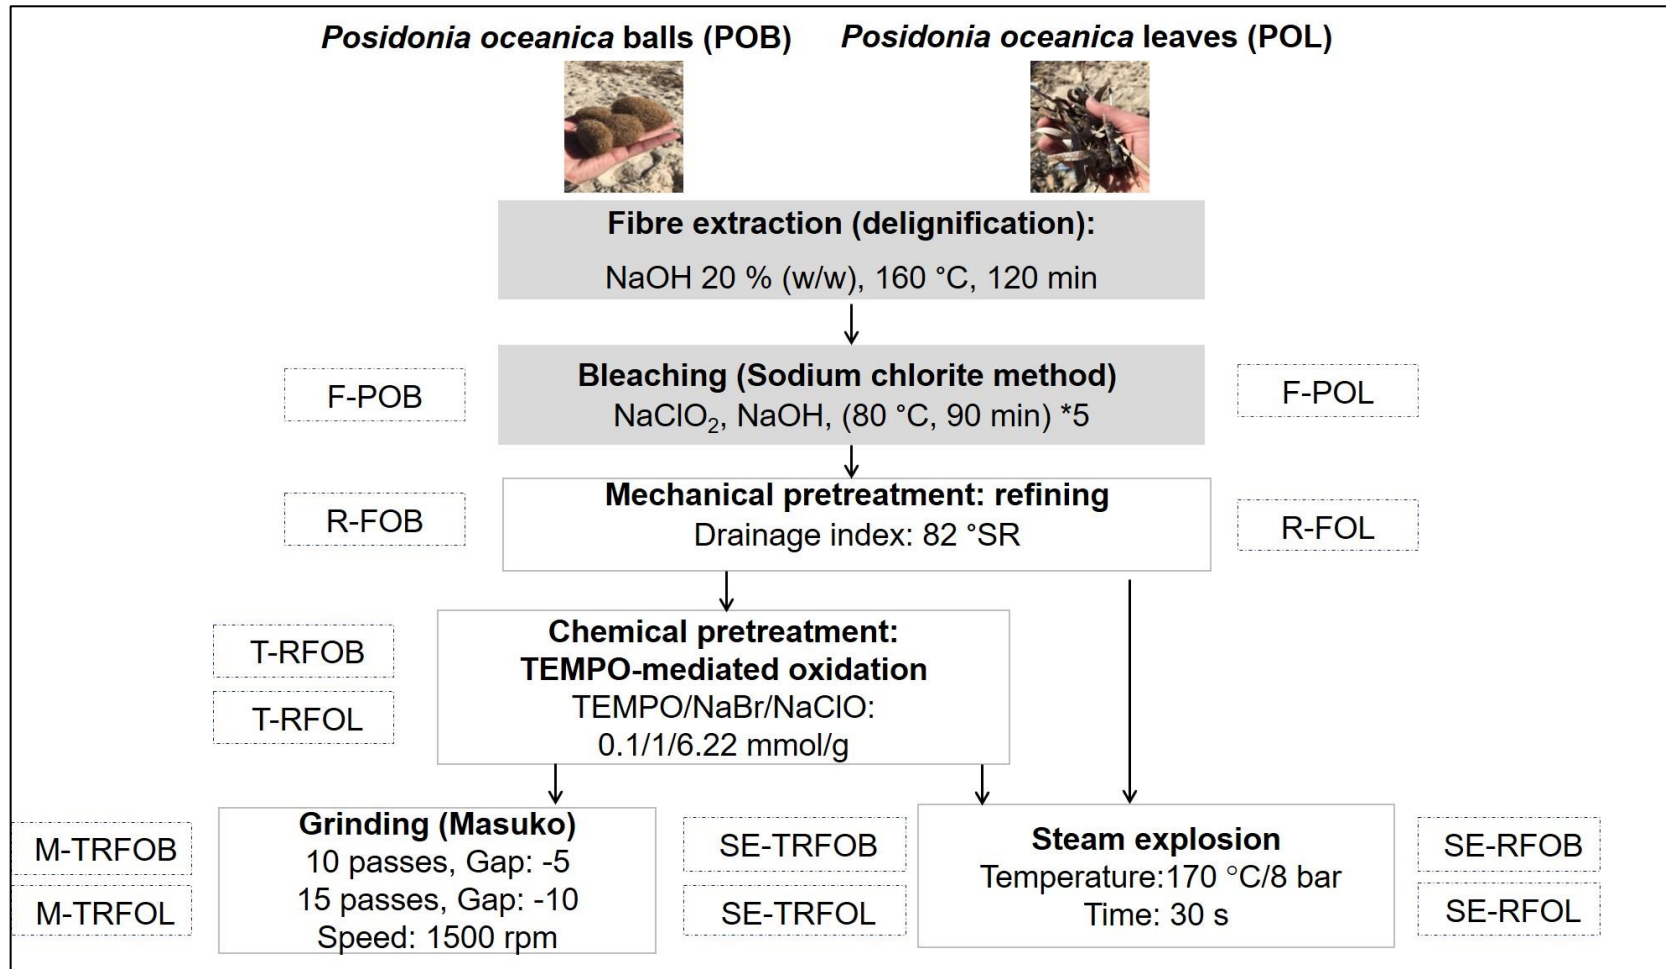 Posidonia oceanica balls (POB)
Posidonia oceanica leaves (POL)
Fibre extraction (delignification):
NaOH 20 % (w/w), 160 °C, 120 min
F-POB
Bleaching (Sodium chlorite method)
NaClO₂, NaOH, (80 °C, 90 min) *5
F-POL
R-FOB
Mechanical pretreatment: refining
Drainage index: 82 °SR
R-FOL
T-RFOB
T-RFOL
Chemical pretreatment:
TEMPO-mediated oxidation
TEMPO/NaBr/NaClO:
0.1/1/6.22 mmol/g
M-TRFOB
M-TRFOL
Grinding (Masuko)
10 passes, Gap: -5
15 passes, Gap: -10
Speed: 1500 rpm
SE-TRFOB
SE-TRFOL
Steam explosion
Temperature:170 °C/8 bar
Time: 30 s
SE-RFOB
SE-RFOL